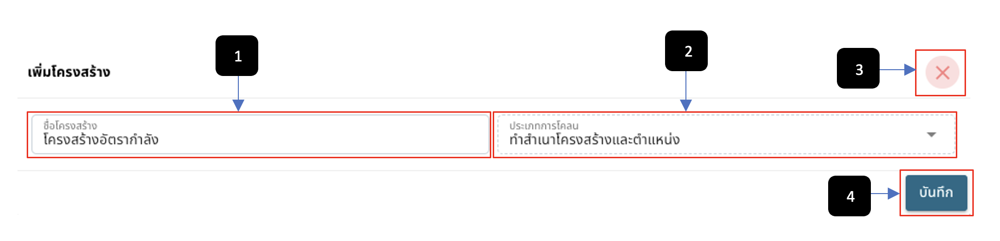 1
2
3
เพิ่มโครงสร้าง
ชื่อโครงสร้าง
โครงสร้างอัตรากำลัง
ประเภทการโคลน
ทำสำเนาโครงสร้างและตำแหน่ง
4
บันทึก